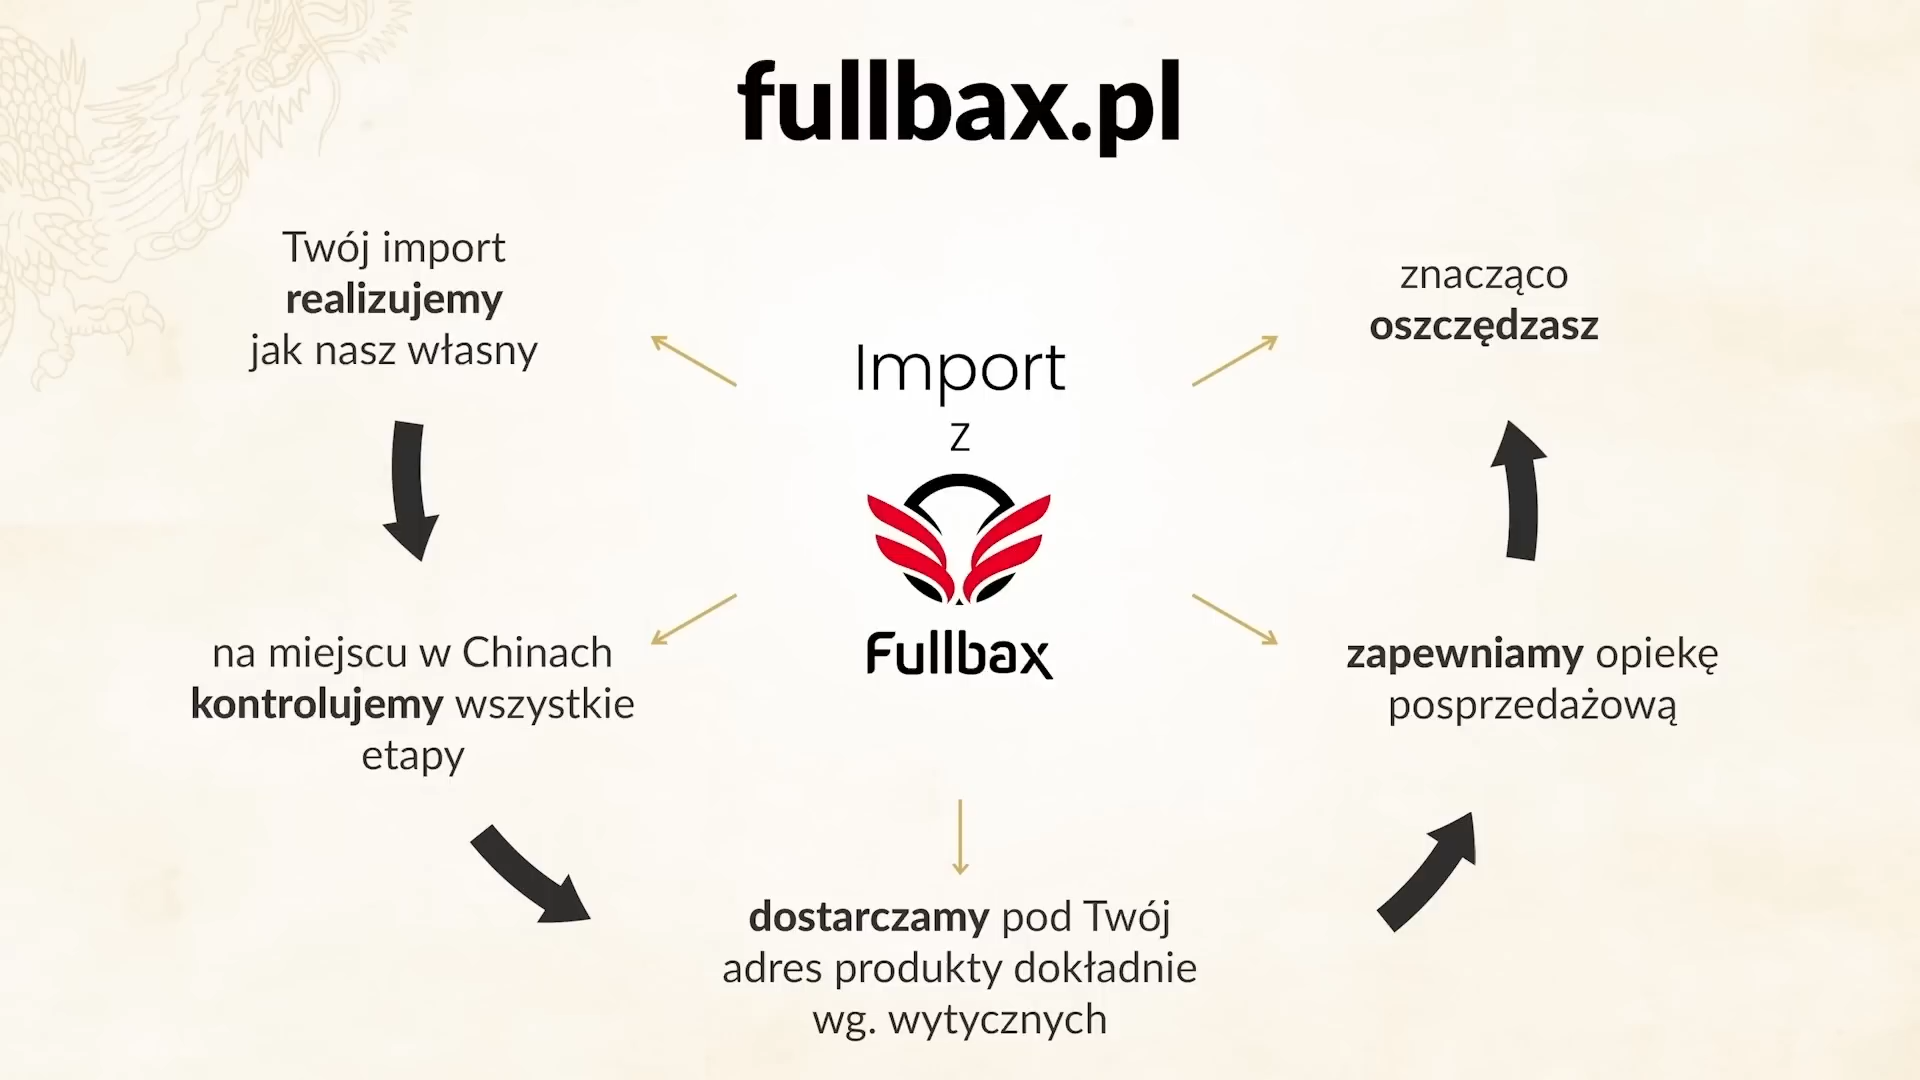 fullbax.pl
Twój import
realizujemy
jak nasz własny
znacząco
oszczędzasz
Import
z
Fullbax
na miejscu w Chinach
kontrolujemy wszystkie
etapy
zapewniamy opiekę
posprzedażową
dostarczamy pod Twój
adres produkty dokładnie
wg. wytycznych